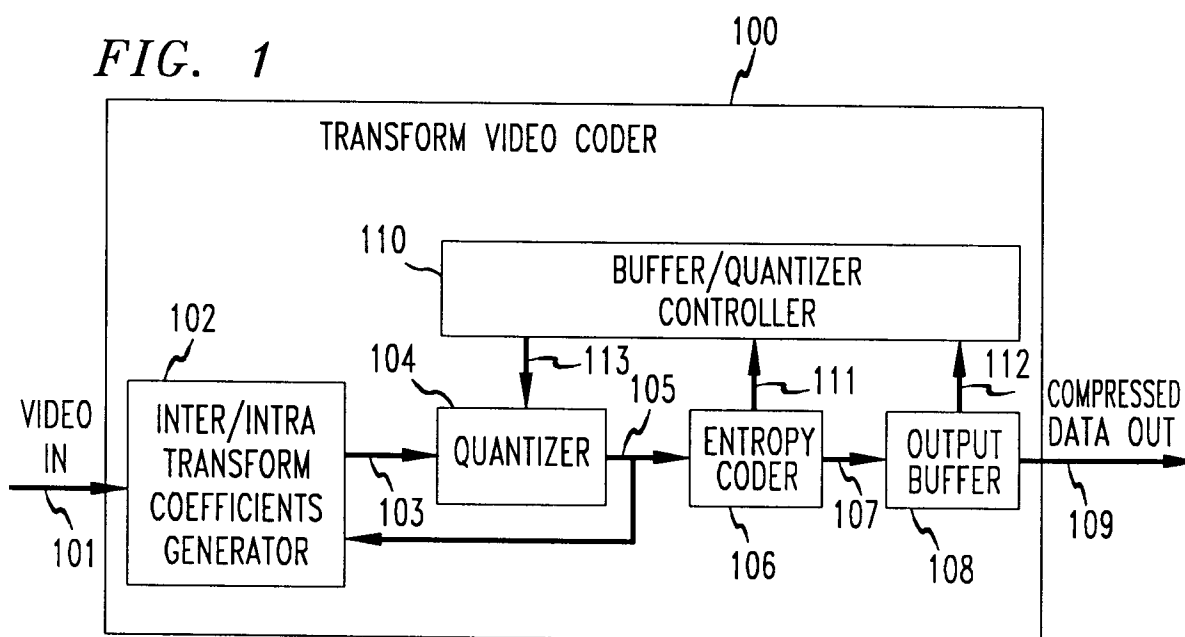 FIG. 1
100
TRANSFORM VIDEO CODER
110
BUFFER/QUANTIZER
CONTROLLER
102
104
113
105
111
112
VIDEO
IN
101
INTER/INTRA
TRANSFORM
COEFFICIENTS
GENERATOR
103
QUANTIZER
ENTROPY
CODER
106
107
OUTPUT
BUFFER
108
COMPRESSED
DATA OUT
109